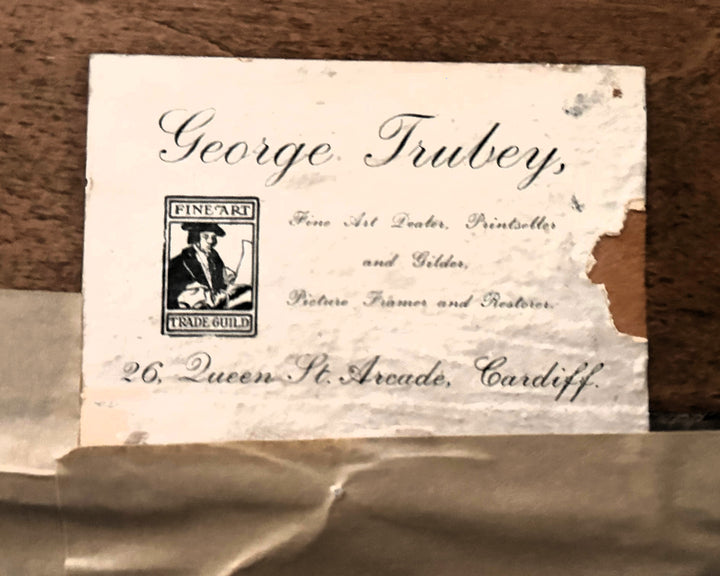 George Trubey,
FINE ART
TRADE GUILD
Fine Art Dealer, Printseller
and Gilder,
Picture Framer and Restorer.
26, Queen St. Arcade, Cardiff.